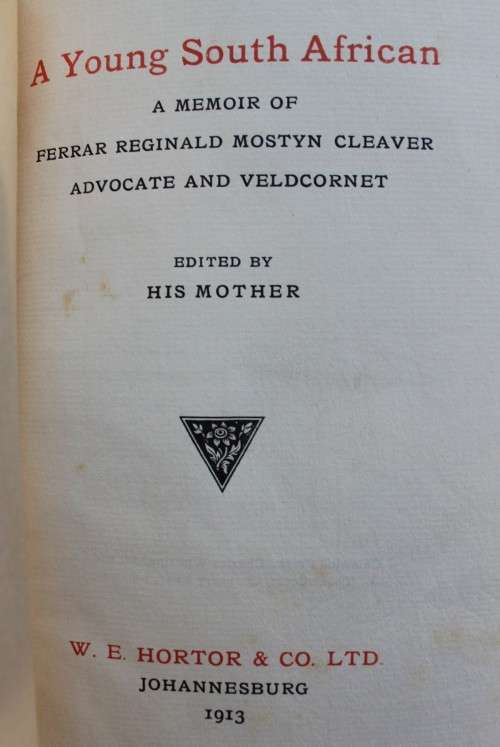 A Young South African
A MEMOIR OF
FERRAR REGINALD MOSTYN CLEAVER
ADVOCATE AND VELDCORNET
EDITED BY
HIS MOTHER
W. E. HORTOR & CO. LTD.
JOHANNESBURG
1913